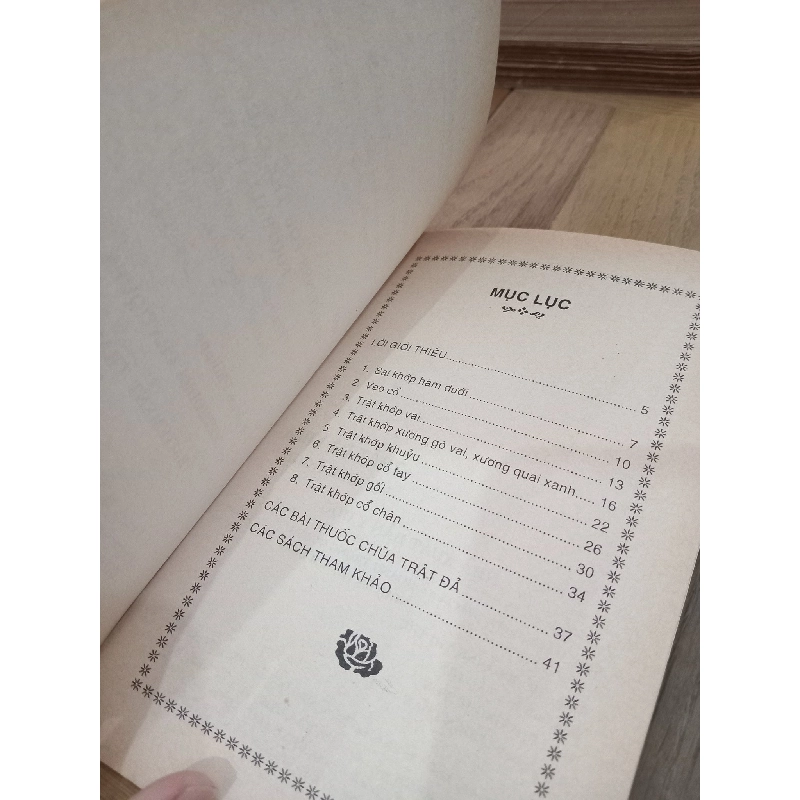 MỤC LỤC
LỜI GIỚI THIỆU.................................... 5
1. Sai khớp hàm dưới.................................... 7
2. Vẹo cổ.................................... 10
3. Trật khớp vai.................................... 13
4. Trật khớp xương gò vai, xương quai xanh.... 16
5. Trật khớp khuỷu.................................... 22
6. Trật khớp cổ tay.................................... 26
7. Trật khớp gối.................................... 30
8. Trật khớp cổ chân.................................... 34
CÁC BÀI THUỐC CHỮA TRẬT ĐẢ.................... 37
CÁC SÁCH THAM KHẢO.................................... 41